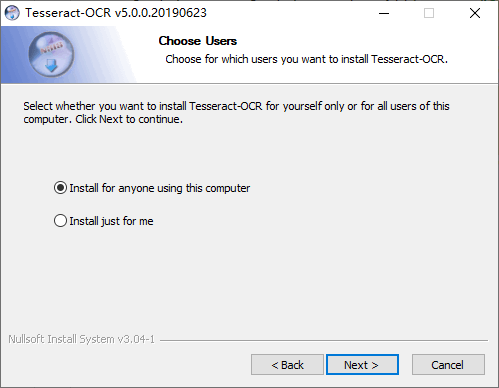 Tesseract-OCR v5.0.0.20190623
Choose Users
Choose for which users you want to install Tesseract-OCR.
Select whether you want to install Tesseract-OCR for yourself only or for all users of this
computer. Click Next to continue.
Install for anyone using this computer
Install just for me
Nullsoft Install System v3.04-1
< Back
Next >
Cancel